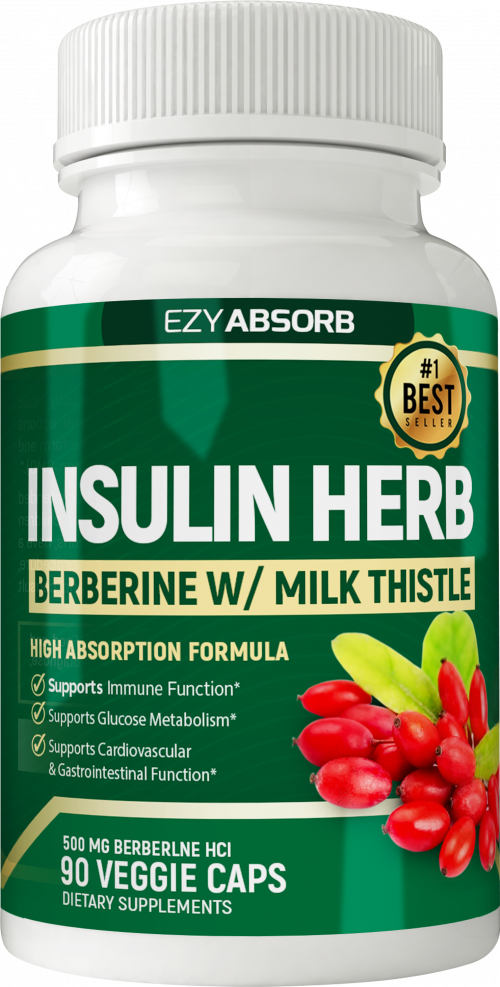 EZYABSORB
#1
BEST
SELLER
INSULIN HERB
BERBERINE W/ MILK THISTLE
HIGH ABSORPTION FORMULA
Supports Immune Function*
Supports Glucose Metabolism*
Supports Cardiovascular
& Gastrointestinal Function*
500 MG BERBERLNE HCI
90 VEGGIE CAPS
DIETARY SUPPLEMENTS